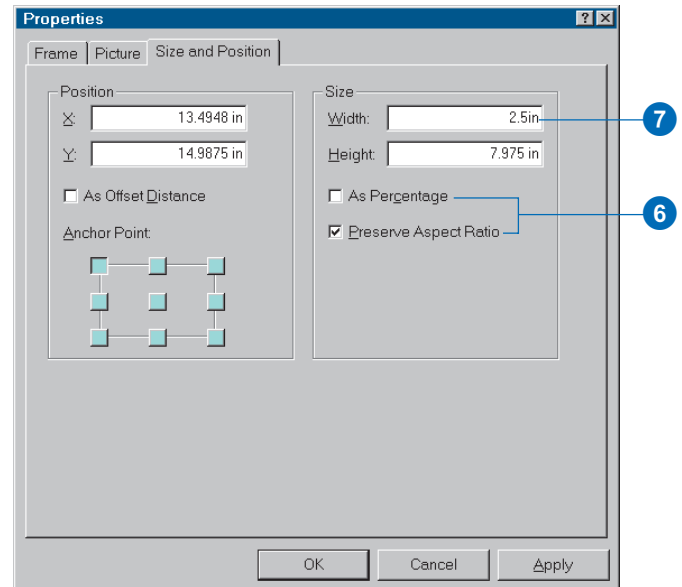 Properties
Frame Picture Size and Position
Position
X: 13.4948 in
Y: 14.9875 in
As Offset Distance
Anchor Point:
Size
Width: 2.5in
Height: 7.975 in
As Percentage
Preserve Aspect Ratio
7
6
OK Cancel Apply